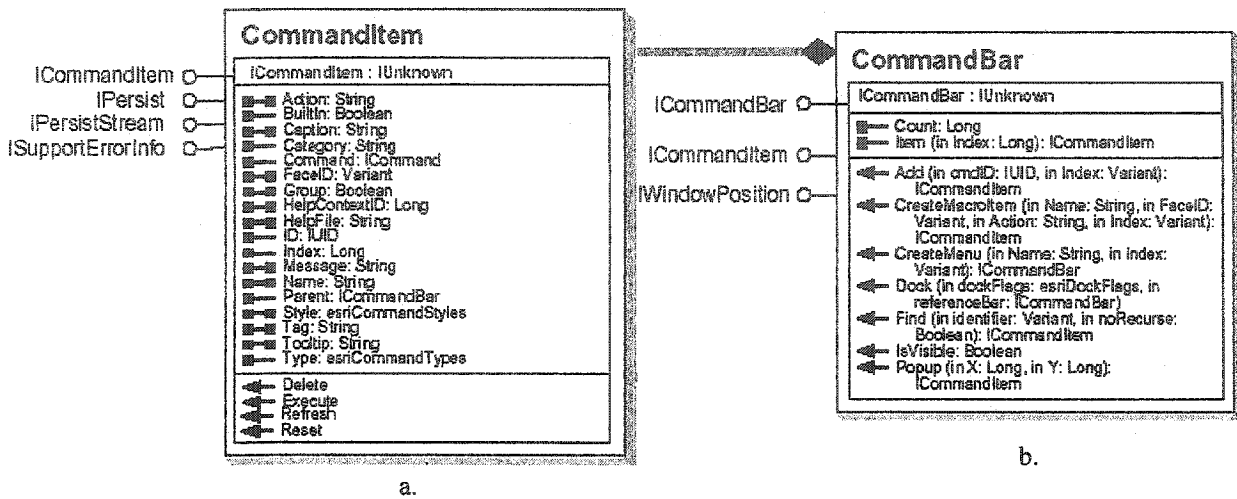 CommandItem
ICommandItem
IPersist
IPersistStream
ISupportErrorInfo
ICommandItem : IUnknown
Action: String
BuiltIn: Boolean
Caption: String
Category: String
Command: ICommand
FaceID: Variant
Group: Boolean
HelpContextID: Long
HelpFile: String
ID: IUID
Index: Long
Message: String
Name: String
Parent: ICommandBar
Style: esriCommandStyles
Tag: String
Tooltip: String
Type: esriCommandTypes
Delete
Execute
Refresh
Reset
a.
CommandBar
ICommandBar
ICommandItem
IWindowPosition
ICommandBar : IUnknown
Count: Long
Item (in Index: Long): ICommandItem
Add (in cmdID: IUID, in Index: Variant):
ICommandItem
CreateMacroItem (in Name: String, in FaceID:
Variant, in Action: String, in Index: Variant):
ICommandItem
CreateMenu (in Name: String, in Index:
Variant): ICommandBar
Dock (in dockFlags: esriDockFlags, in
referenceBar: ICommandBar)
Find (in identifier: Variant, in noRecurse:
Boolean): ICommandItem
IsVisible: Boolean
Popup (in X: Long, in Y: Long):
ICommandItem
b.